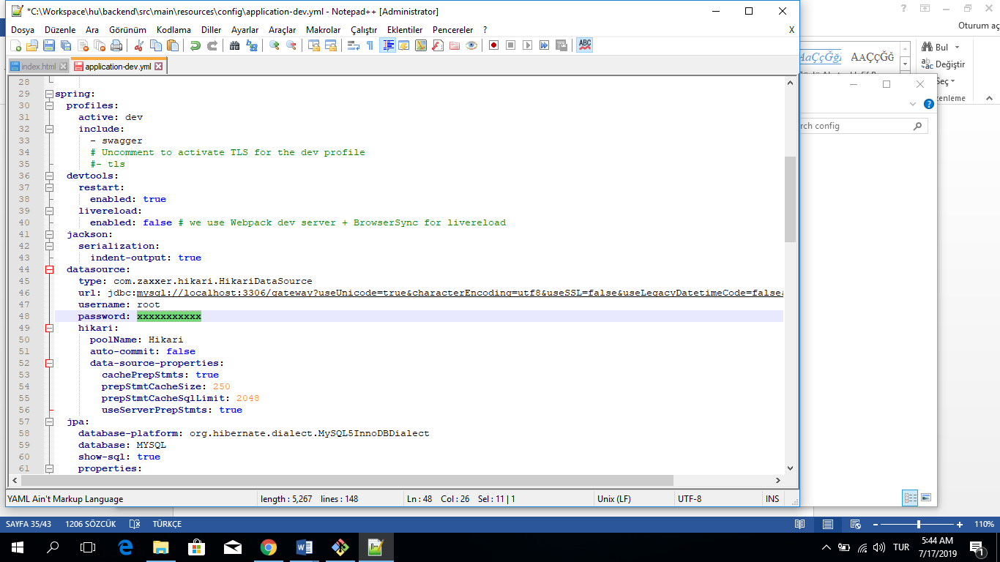 *C:\Workspace\hu\backend\src\main\resources\config\application-dev.yml - Notepad++ [Administrator]
Dosya Düzenle Ara Görünüm Kodlama Diller Ayarlar Araçlar Makrolar Çalıştır Eklentiler Pencereler ? X
index.html application-dev.yml
28
29 spring:
30 profiles:
31 active: dev
32 include:
33 - swagger
34 # Uncomment to activate TLS for the dev profile
35 #- tls
36 devtools:
37 restart:
38 enabled: true
39 livereload:
40 enabled: false # we use Webpack dev server + BrowserSync for livereload
41 jackson:
42 serialization:
43 indent-output: true
44 datasource:
45 type: com.zaxxer.hikari.HikariDataSource
46 url: jdbc:mysql://localhost:3306/gateway?useUnicode=true&characterEncoding=utf8&useSSL=false&useLegacyDatetimeCode=false&
47 username: root
48 password: xxxxxxxxxxx
49 hikari:
50 poolName: Hikari
51 auto-commit: false
52 data-source-properties:
53 cachePrepStmts: true
54 prepStmtCacheSize: 250
55 prepStmtCacheSqlLimit: 2048
56 useServerPrepStmts: true
57 jpa:
58 database-platform: org.hibernate.dialect.MySQL5InnoDBDialect
59 database: MYSQL
60 show-sql: true
61 properties:
YAML Ain't Markup Language length : 5,267 lines : 148 Ln : 48 Col : 26 Sel : 11 | 1 Unix (LF) UTF-8 INS
Oturum aç
AaÇçĞğ AaÇçĞğ
Bul
Değiştir
Seç
rch config
SAYFA 35/43 1206 SÖZCÜK TÜRKÇE 110%
TUR 5:44 AM
7/17/2019
1